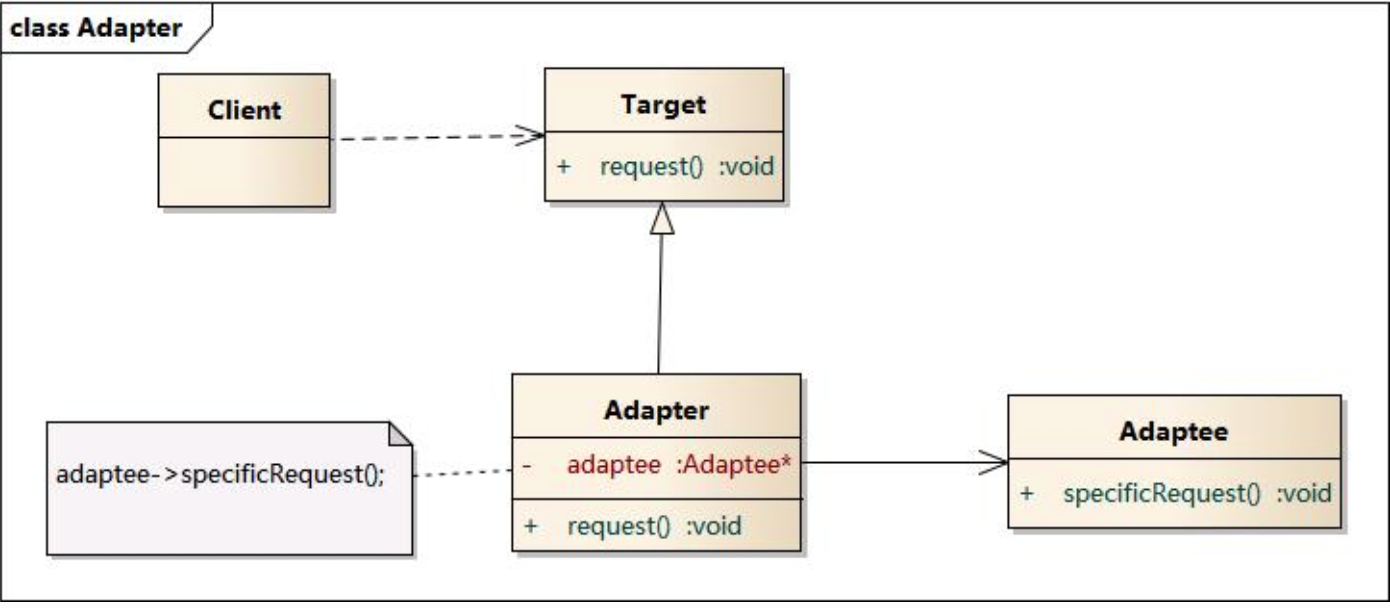 class Adapter
Client
Target
+ request() :void
Adapter
- adaptee :Adaptee*
+ request() :void
Adaptee
+ specificRequest() :void
adaptee->specificRequest();